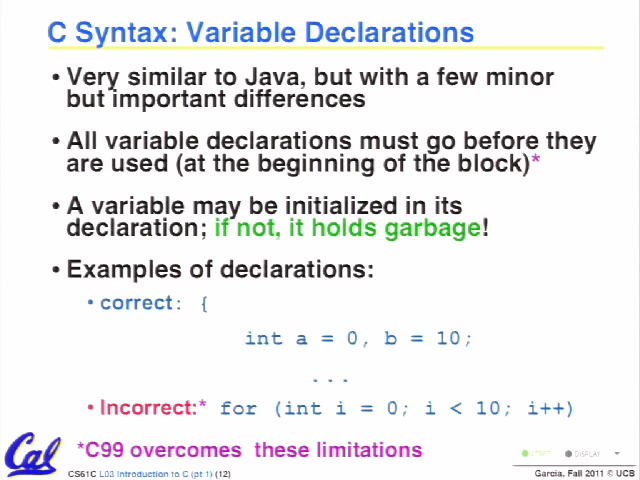 C Syntax: Variable Declarations
• Very similar to Java, but with a few minor
but important differences
• All variable declarations must go before they
are used (at the beginning of the block)*
• A variable may be initialized in its
declaration; if not, it holds garbage!
• Examples of declarations:
• correct: {
int a = 0, b = 10;
...
• Incorrect:* for (int i = 0; i < 10; i++)
*C99 overcomes these limitations
Cal
START DISPLAY
CS61C L03 Introduction to C (pt 1) (12)
Garcia, Fall 2011 © UCB